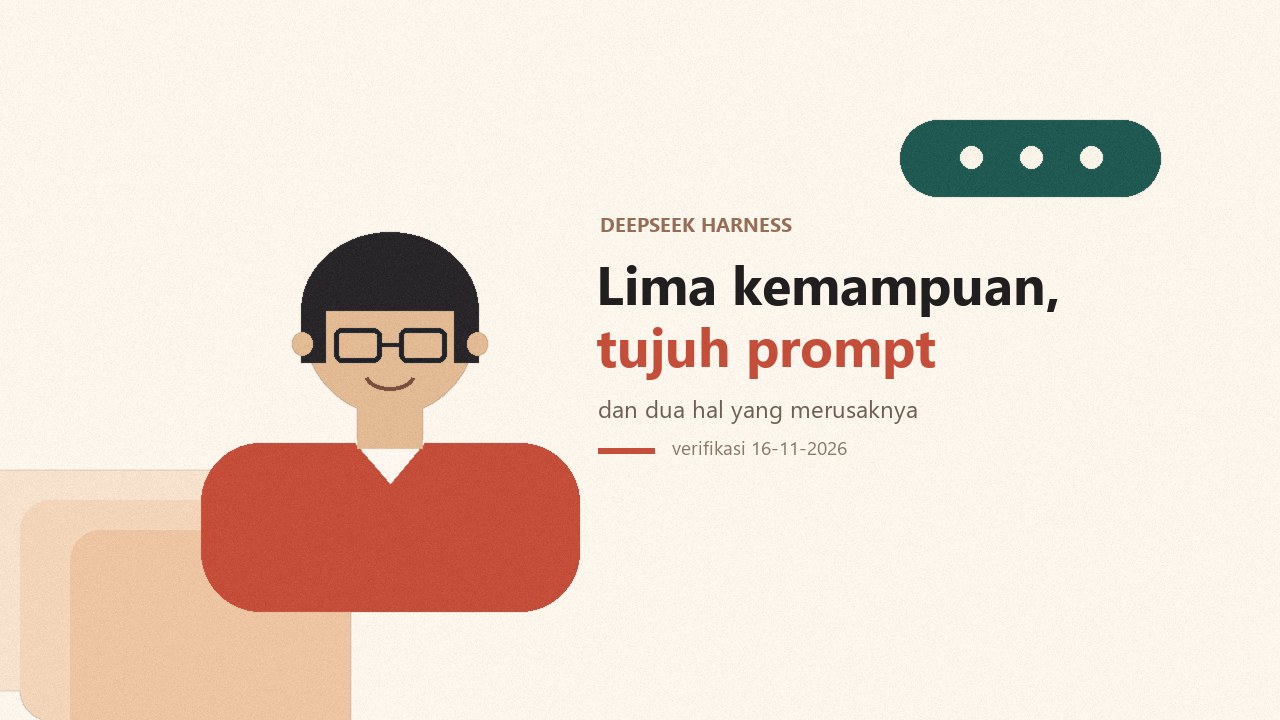 DEEPSEEK HARNESS
Lima kemampuan,
tujuh prompt
dan dua hal yang merusaknya
verifikasi 16-11-2026